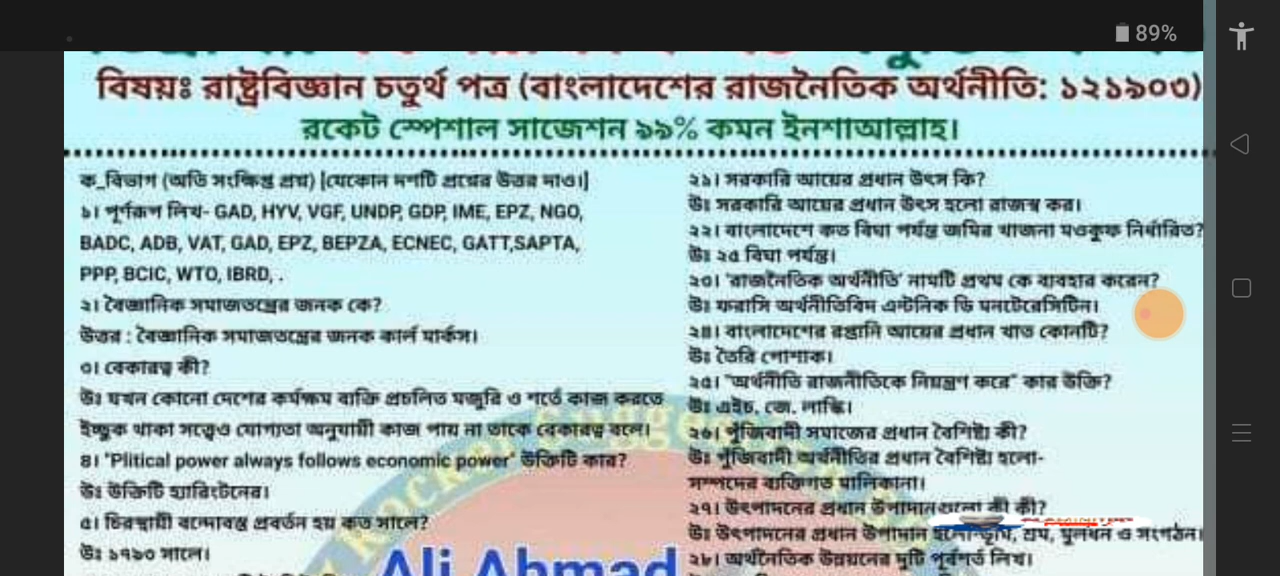 89%
বিষয়ঃ রাষ্ট্রবিজ্ঞান চতুর্থ পত্র (বাংলাদেশের রাজনৈতিক অর্থনীতি: ১২১৯০৩)
রকেট স্পেশাল সাজেশন ৯৯% কমন ইনশাআল্লাহ।
ক_বিভাগ (অতি সংক্ষিপ্ত প্রশ্ন) [যেকোন দশটি প্রশ্নের উত্তর দাও।]
১। পূর্ণরূপ লিখ- GAD, HYV, VGF, UNDP, GDP, IME, EPZ, NGO,
BADC, ADB, VAT, GAD, EPZ, BEPZA, ECNEC, GATT,SAPTA,
PPP, BCIC, WTO, IBRD, .
২। বৈজ্ঞানিক সমাজতন্ত্রের জনক কে?
উত্তর : বৈজ্ঞানিক সমাজতন্ত্রের জনক কার্ল মার্কস।
৩। বেকারত্ব কী?
উঃ যখন কোনো দেশের কর্মক্ষম ব্যক্তি প্রচলিত মজুরি ও শর্তে কাজ করতে
ইচ্ছুক থাকা সত্ত্বেও যোগ্যতা অনুযায়ী কাজ পায় না তাকে বেকারত্ব বলে।
৪। "Plitical power always follows economic power" উক্তিটি কার?
উঃ উক্তিটি হ্যারিংটনের।
৫। চিরস্থায়ী বন্দোবস্ত প্রবর্তন হয় কত সালে?
উঃ ১৭৯৩ সালে।
২১। সরকারি আয়ের প্রধান উৎস কি?
উঃ সরকারি আয়ের প্রধান উৎস হলো রাজস্ব কর।
২২। বাংলাদেশে কত বিঘা পর্যন্ত জমির খাজনা মওকুফ নির্ধারিত?
উঃ ২৫ বিঘা পর্যন্ত।
২৩। 'রাজনৈতিক অর্থনীতি' নামটি প্রথম কে ব্যবহার করেন?
উঃ ফরাসি অর্থনীতিবিদ এন্টনিক ডি মনটেরেসিটিন।
২৪। বাংলাদেশের রপ্তানি আয়ের প্রধান খাত কোনটি?
উঃ তৈরি পোশাক।
২৫। "অর্থনীতি রাজনীতিকে নিয়ন্ত্রণ করে" কার উক্তি?
উঃ এইচ. জে. লাস্কি।
২৬। পুঁজিবাদী সমাজের প্রধান বৈশিষ্ট্য কী?
উঃ পুঁজিবাদী অর্থনীতির প্রধান বৈশিষ্ট্য হলো-
সম্পদের ব্যক্তিগত মালিকানা।
২৭। উৎপাদনের প্রধান উপাদানগুলো কী কী?
উঃ উৎপাদনের প্রধান উপাদান হলো-ভূমি, শ্রম, মূলধন ও সংগঠন।
২৮। অর্থনৈতিক উন্নয়নের দুটি পূর্বশর্ত লিখ।
Ali Ahmad